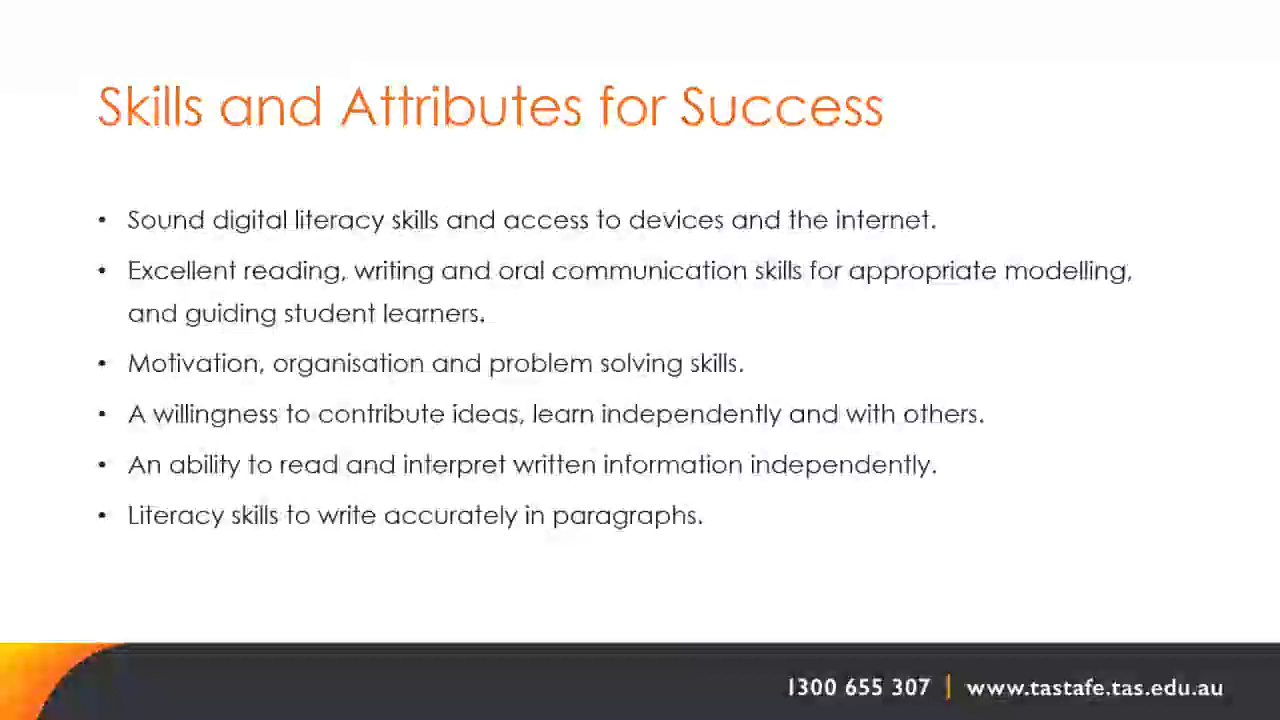 Skills and Attributes for Success
• Sound digital literacy skills and access to devices and the internet.
• Excellent reading, writing and oral communication skills for appropriate modelling,
and guiding student learners.
• Motivation, organisation and problem solving skills.
• A willingness to contribute ideas, learn independently and with others.
• An ability to read and interpret written information independently.
• Literacy skills to write accurately in paragraphs.
1300 655 307 | www.tastafe.tas.edu.au